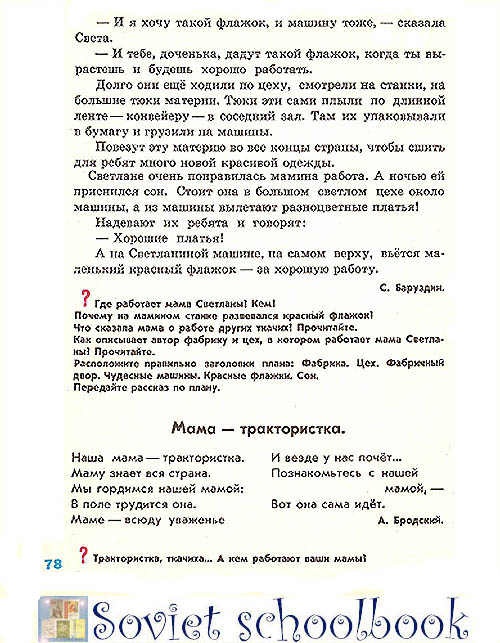 — И я хочу такой флажок, и машину тоже, — сказала
Света.
— И тебе, доченька, дадут такой флажок, когда ты вы-
растешь и будешь хорошо работать.
Долго они ещё ходили по цеху, смотрели на станки, на
большие тюки материи. Тюки эти сами плыли по длинной
ленте — конвейеру — в соседний зал. Там их упаковывали
в бумагу и грузили на машины.
Повезут эту материю во все концы страны, чтобы сшить
для ребят много новой красивой одежды.
Светлане очень понравилась мамина работа. А ночью ей
приснился сон. Стоит она в большом светлом цехе около
машины, а из машины вылетают разноцветные платья!
Надевают их ребята и говорят:
— Хорошие платья!
А на Светланиной машине, на самом верху, вьётся ма-
ленький красный флажок — за хорошую работу.
С. Баруздин.
? Где работает мама Светланы? Кем?
Почему на мамином станке развевался красный флажок?
Что сказала мама о работе других ткачих? Прочитайте.
Как описывает автор фабрику и цех, в котором работает мама Светла-
ны? Прочитайте.
Расположите правильно заголовки плана: Фабрика. Цех. Фабричный
двор. Чудесные машины. Красные флажки. Сон.
Передайте рассказ по плану.
Мама — трактористка.
Наша мама — трактористка.
Маму знает вся страна.
Мы гордимся нашей мамой:
В поле трудится она.
Маме — всюду уваженье
И везде у нас почёт...
Познакомьтесь с нашей
мамой, —
Вот она сама идёт.
А. Бродский.
? Трактористка, ткачиха... А кем работают ваши мамы?
78
Soviet schoolbook